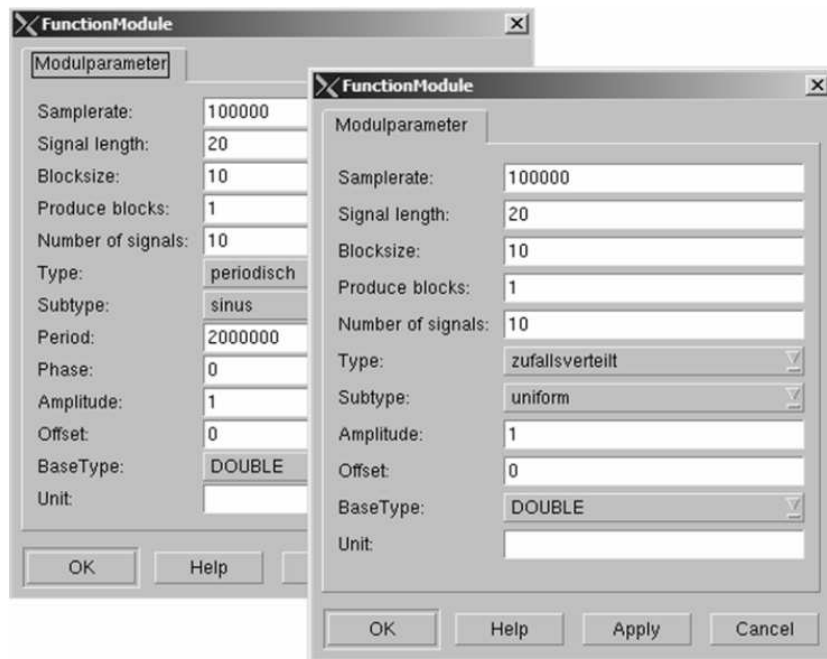 FunctionModule
Modulparameter
Samplerate: 100000
Signal length: 20
Blocksize: 10
Produce blocks: 1
Number of signals: 10
Type: periodisch
Subtype: sinus
Period: 2000000
Phase: 0
Amplitude: 1
Offset: 0
BaseType: DOUBLE
Unit:
OK Help
FunctionModule
Modulparameter
Samplerate: 100000
Signal length: 20
Blocksize: 10
Produce blocks: 1
Number of signals: 10
Type: zufallsverteilt
Subtype: uniform
Amplitude: 1
Offset: 0
BaseType: DOUBLE
Unit:
OK Help Apply Cancel